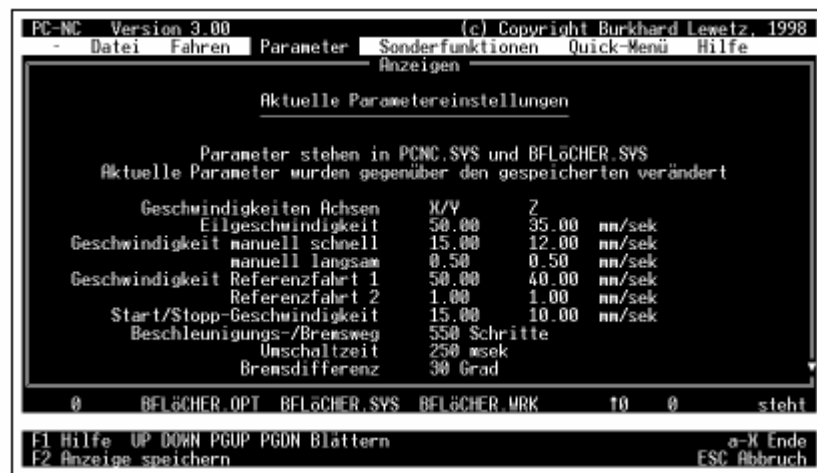 PC-NC Version 3.00 (c) Copyright Burkhard Lewetz, 1998
- Datei Fahren Parameter Sonderfunktionen Quick-Menü Hilfe
Anzeigen
Aktuelle Parametereinstellungen
Parameter stehen in PCNC.SYS und BFLöCHER.SYS
Aktuelle Parameter wurden gegenüber den gespeicherten verändert
Geschwindigkeiten Achsen X/Y Z
Eilgeschwindigkeit 50.00 35.00 mm/sek
Geschwindigkeit manuell schnell 15.00 12.00 mm/sek
manuell langsam 0.50 0.50 mm/sek
Geschwindigkeit Referenzfahrt 1 50.00 40.00 mm/sek
Referenzfahrt 2 1.00 1.00 mm/sek
Start/Stopp-Geschwindigkeit 15.00 10.00 mm/sek
Beschleunigungs-/Bremsweg 550 Schritte
Umschaltzeit 250 msek
Bremsdifferenz 30 Grad
0 BFLöCHER.OPT BFLöCHER.SYS BFLöCHER.WRK ↑0 0 steht
F1 Hilfe UP DOWN PGUP PGDN Blättern a-X Ende
F2 Anzeige speichern ESC Abbruch